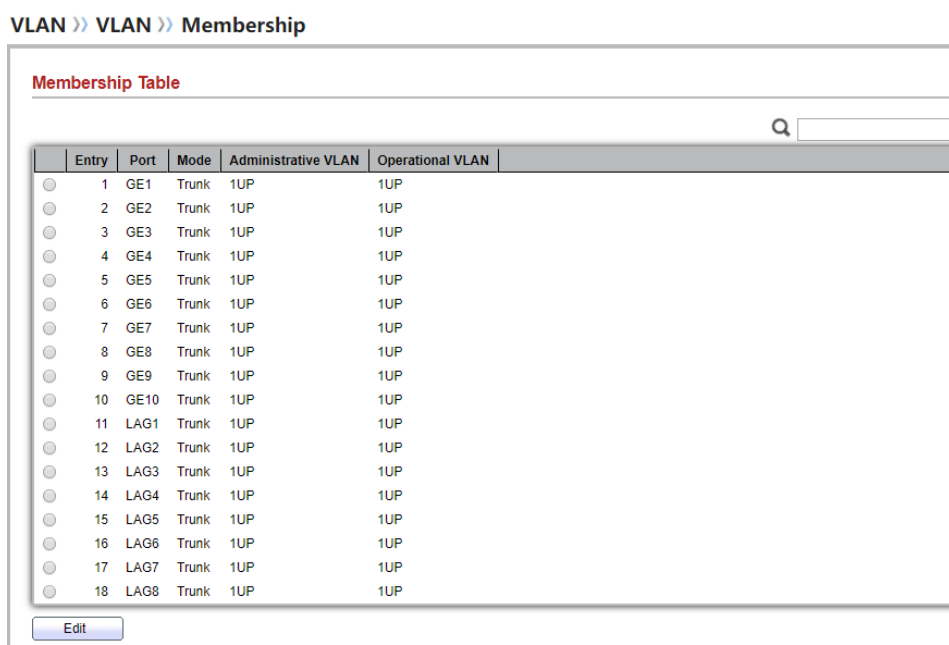 VLAN » VLAN » Membership
Membership Table
Entry Port Mode Administrative VLAN Operational VLAN
1 GE1 Trunk 1UP 1UP
2 GE2 Trunk 1UP 1UP
3 GE3 Trunk 1UP 1UP
4 GE4 Trunk 1UP 1UP
5 GE5 Trunk 1UP 1UP
6 GE6 Trunk 1UP 1UP
7 GE7 Trunk 1UP 1UP
8 GE8 Trunk 1UP 1UP
9 GE9 Trunk 1UP 1UP
10 GE10 Trunk 1UP 1UP
11 LAG1 Trunk 1UP 1UP
12 LAG2 Trunk 1UP 1UP
13 LAG3 Trunk 1UP 1UP
14 LAG4 Trunk 1UP 1UP
15 LAG5 Trunk 1UP 1UP
16 LAG6 Trunk 1UP 1UP
17 LAG7 Trunk 1UP 1UP
18 LAG8 Trunk 1UP 1UP
Edit